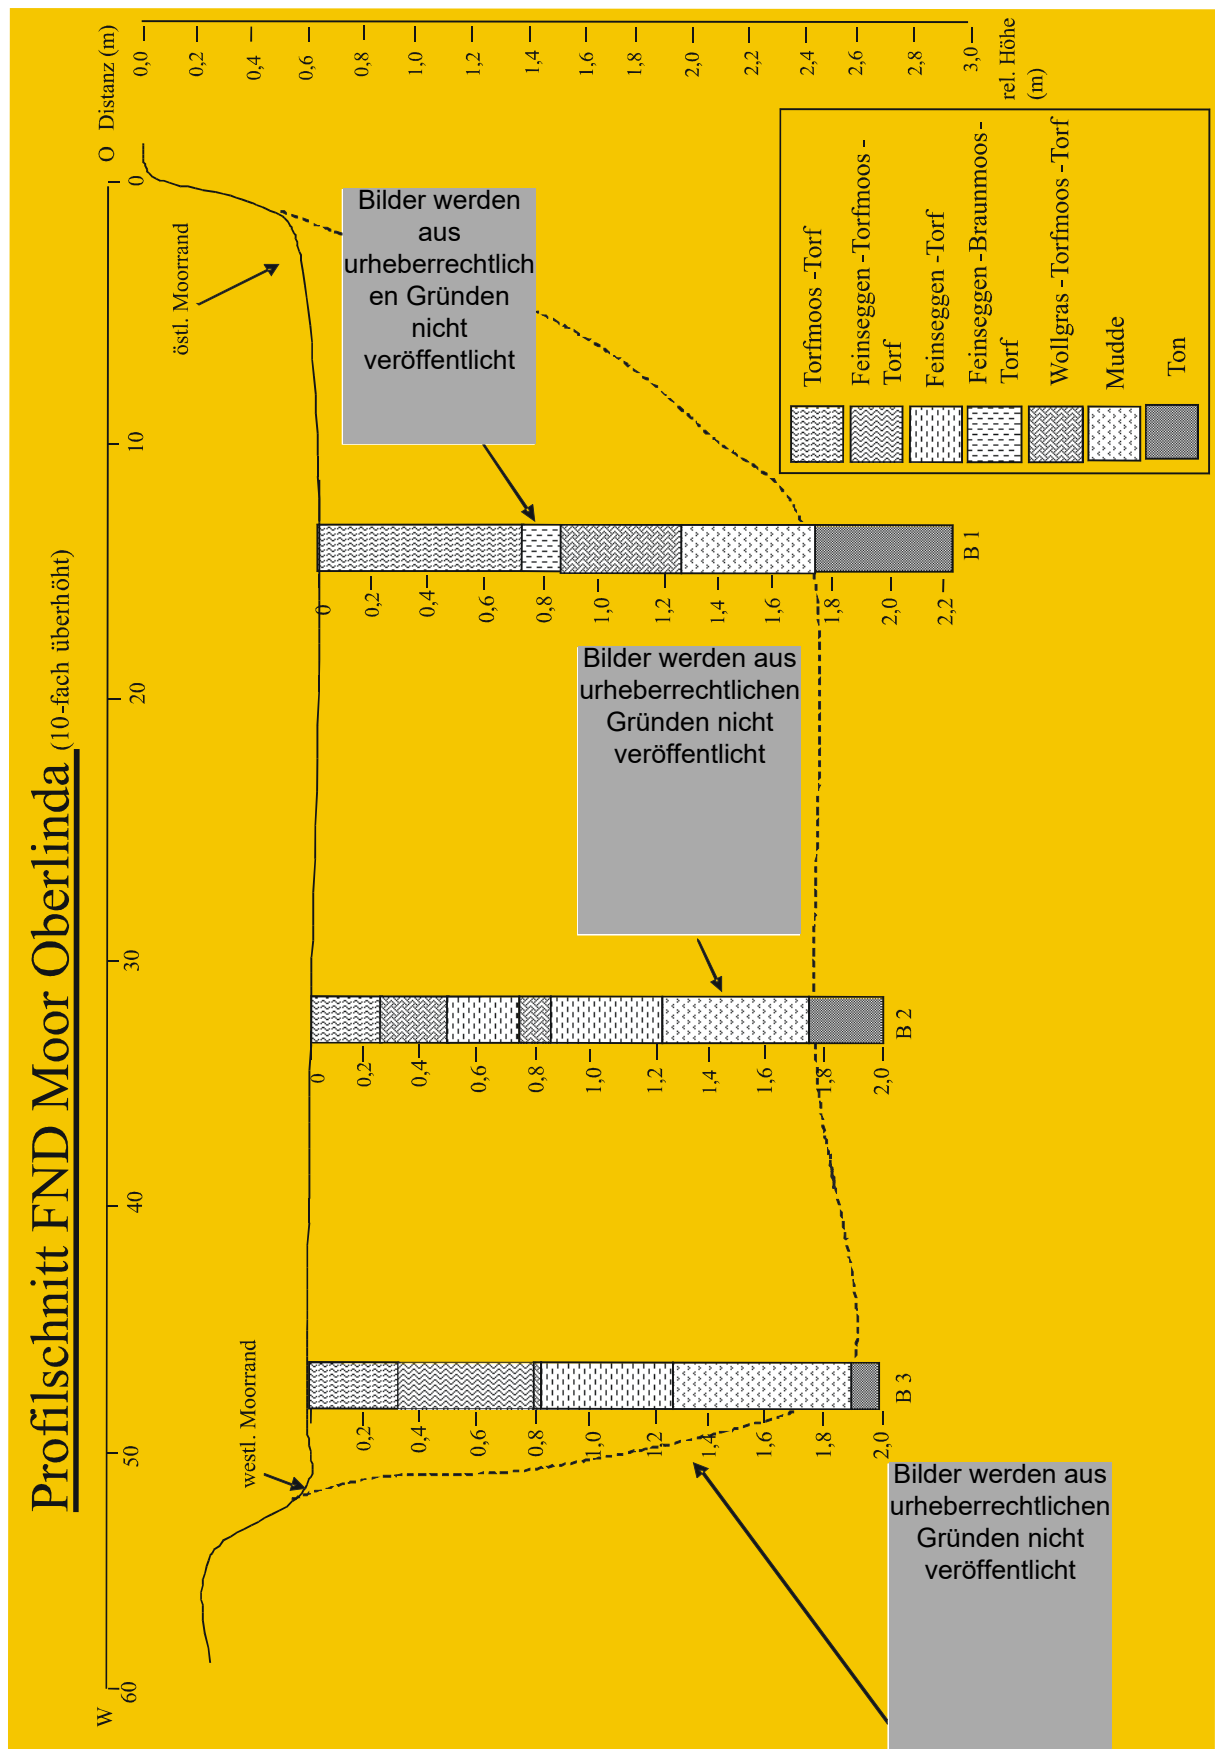 Profilschnitt FND Moor Oberlinda (10-fach überhöht)
W
60
50
40
30
20
10
0
O Distanz (m)
0,0
0,2
0,4
0,6
0,8
1,0
1,2
1,4
1,6
1,8
2,0
2,2
2,4
2,6
2,8
3,0
rel. Höhe
(m)
westl. Moorrand
östl. Moorrand
Bilder werden
aus
urheberrechtlich
en Gründen
nicht
veröffentlicht
0
0,2
0,4
0,6
0,8
1,0
1,2
1,4
1,6
1,8
2,0
2,2
B 1
Bilder werden aus
urheberrechtlichen
Gründen nicht
veröffentlicht
0
0,2
0,4
0,6
0,8
1,0
1,2
1,4
1,6
1,8
2,0
B 2
0,2
0,4
0,6
0,8
1,0
1,2
1,4
1,6
1,8
2,0
B 3
Bilder werden aus
urheberrechtlichen
Gründen nicht
veröffentlicht
Torfmoos -Torf
Feinseggen -Torfmoos -
Torf
Feinseggen -Torf
Feinseggen -Braunmoos-
Torf
Wollgras -Torfmoos -Torf
Mudde
Ton